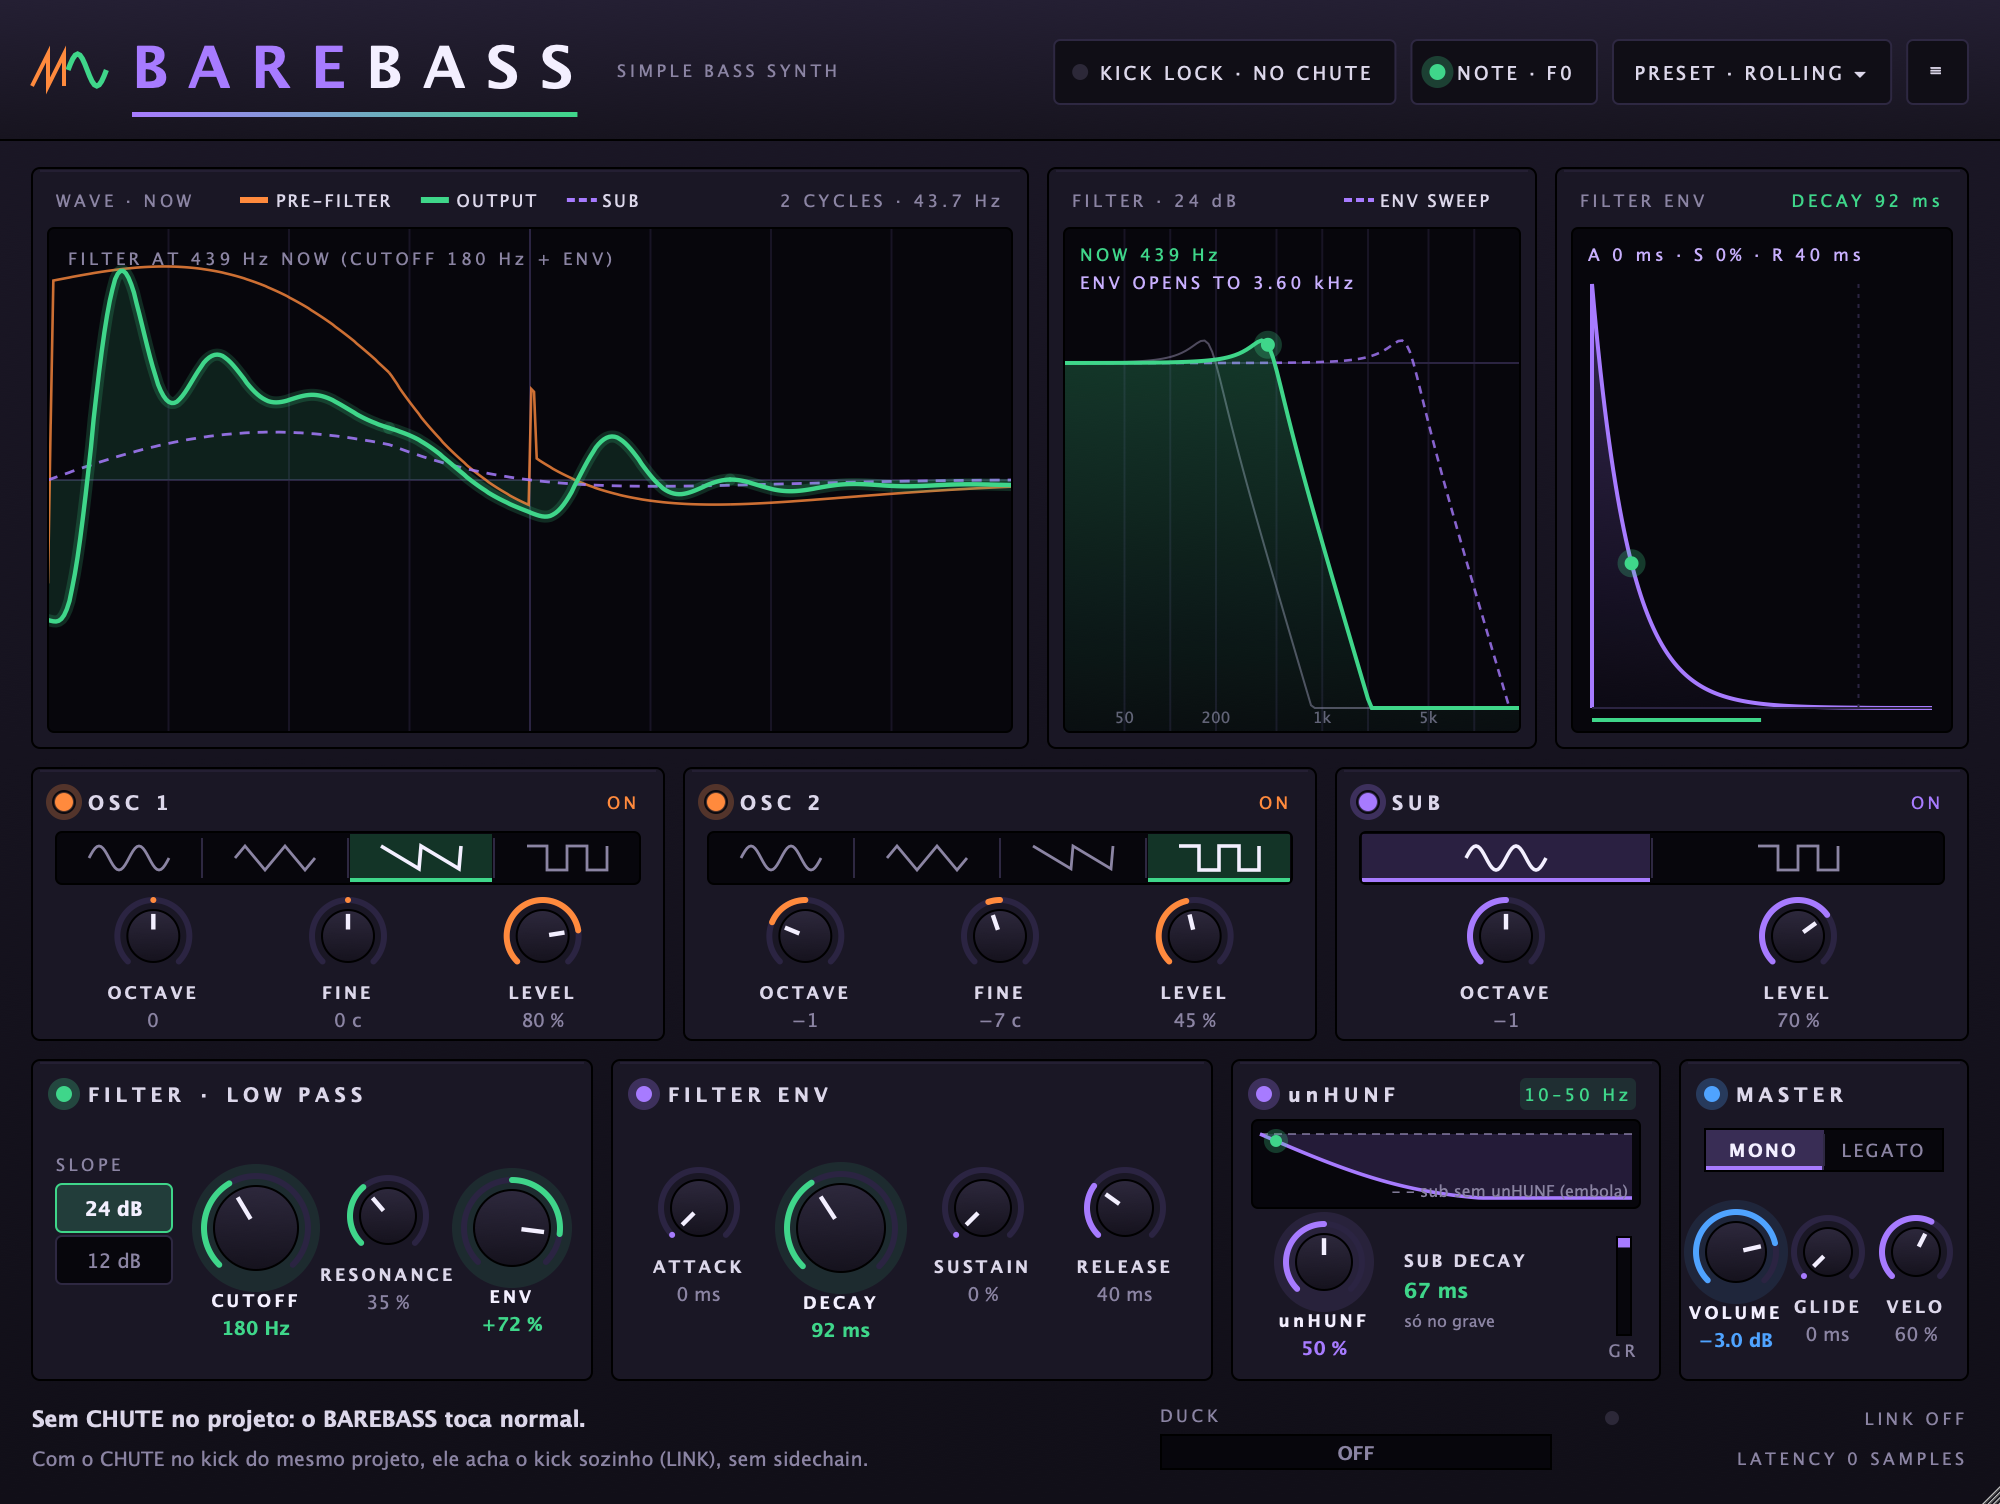 BAREBASS
SIMPLE BASS SYNTH
KICK LOCK · NO CHUTE
NOTE · F0
PRESET · ROLLING
WAVE · NOW
PRE-FILTER
OUTPUT
SUB
2 CYCLES · 43.7 Hz
FILTER AT 439 Hz NOW (CUTOFF 180 Hz + ENV)
FILTER · 24 dB
ENV SWEEP
NOW 439 Hz
ENV OPENS TO 3.60 kHz
50 200 1k 5k
FILTER ENV
DECAY 92 ms
A 0 ms · S 0% · R 40 ms
OSC 1
ON
OCTAVE FINE LEVEL
0 0 c 80 %
OSC 2
ON
OCTAVE FINE LEVEL
−1 −7 c 45 %
SUB
ON
OCTAVE LEVEL
−1 70 %
FILTER · LOW PASS
SLOPE
24 dB
12 dB
CUTOFF
180 Hz
RESONANCE
35 %
ENV
+72 %
FILTER ENV
ATTACK
0 ms
DECAY
92 ms
SUSTAIN
0 %
RELEASE
40 ms
unHUNF
10–50 Hz
– – sub sem unHUNF (embola)
unHUNF
50 %
SUB DECAY
67 ms
só no grave
GR
MASTER
MONO LEGATO
VOLUME
−3.0 dB
GLIDE
0 ms
VELO
60 %
Sem CHUTE no projeto: o BAREBASS toca normal.
Com o CHUTE no kick do mesmo projeto, ele acha o kick sozinho (LINK), sem sidechain.
DUCK
OFF
LINK OFF
LATENCY 0 SAMPLES